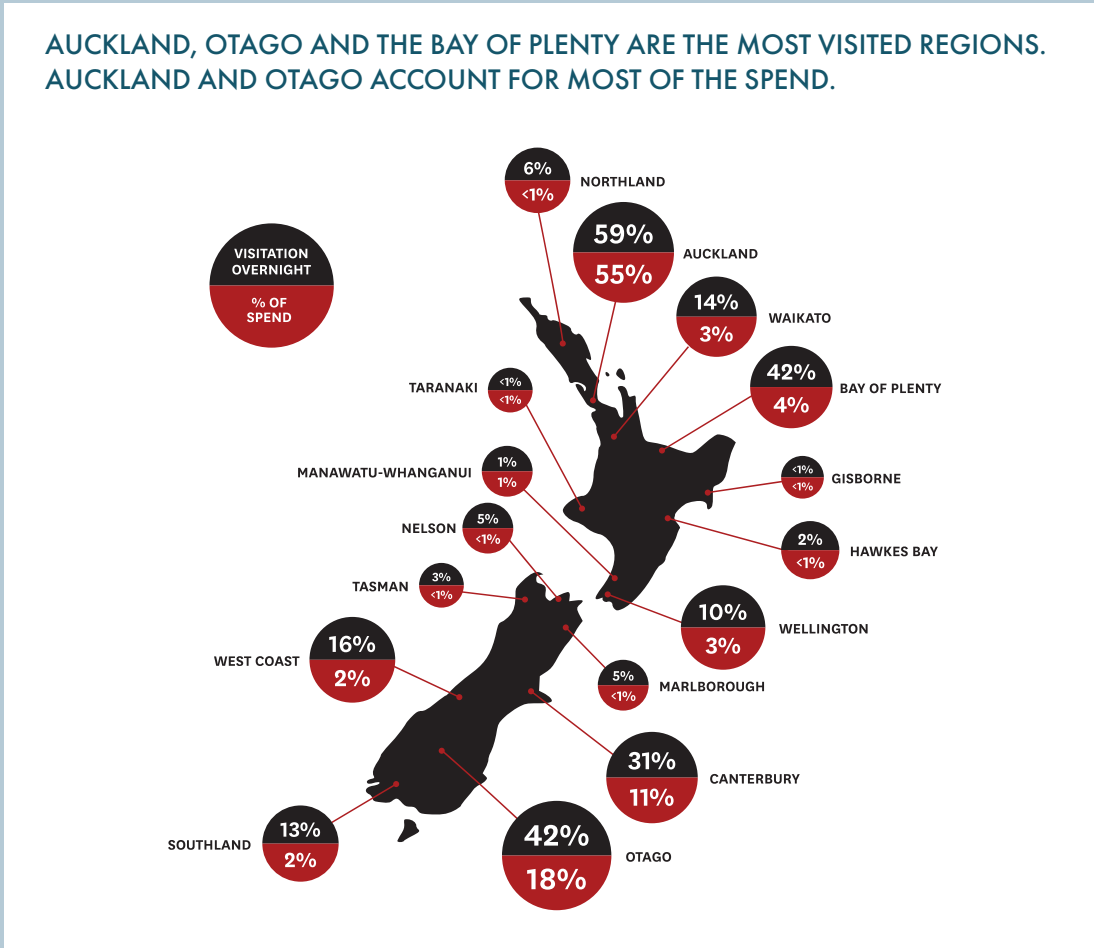 AUCKLAND, OTAGO AND THE BAY OF PLENTY ARE THE MOST VISITED REGIONS.
AUCKLAND AND OTAGO ACCOUNT FOR MOST OF THE SPEND.
6%
<1%
NORTHLAND
59%
55%
AUCKLAND
VISITATION
OVERNIGHT
% OF
SPEND
14%
3%
WAIKATO
42%
4%
BAY OF PLENTY
TARANAKI
<1%
<1%
MANAWATU-WHANGANUI
1%
1%
<1%
<1%
GISBORNE
NELSON
5%
<1%
2%
<1%
HAWKES BAY
TASMAN
3%
<1%
10%
3%
WELLINGTON
WEST COAST
16%
2%
5%
<1%
MARLBOROUGH
31%
11%
CANTERBURY
SOUTHLAND
13%
2%
42%
18%
OTAGO